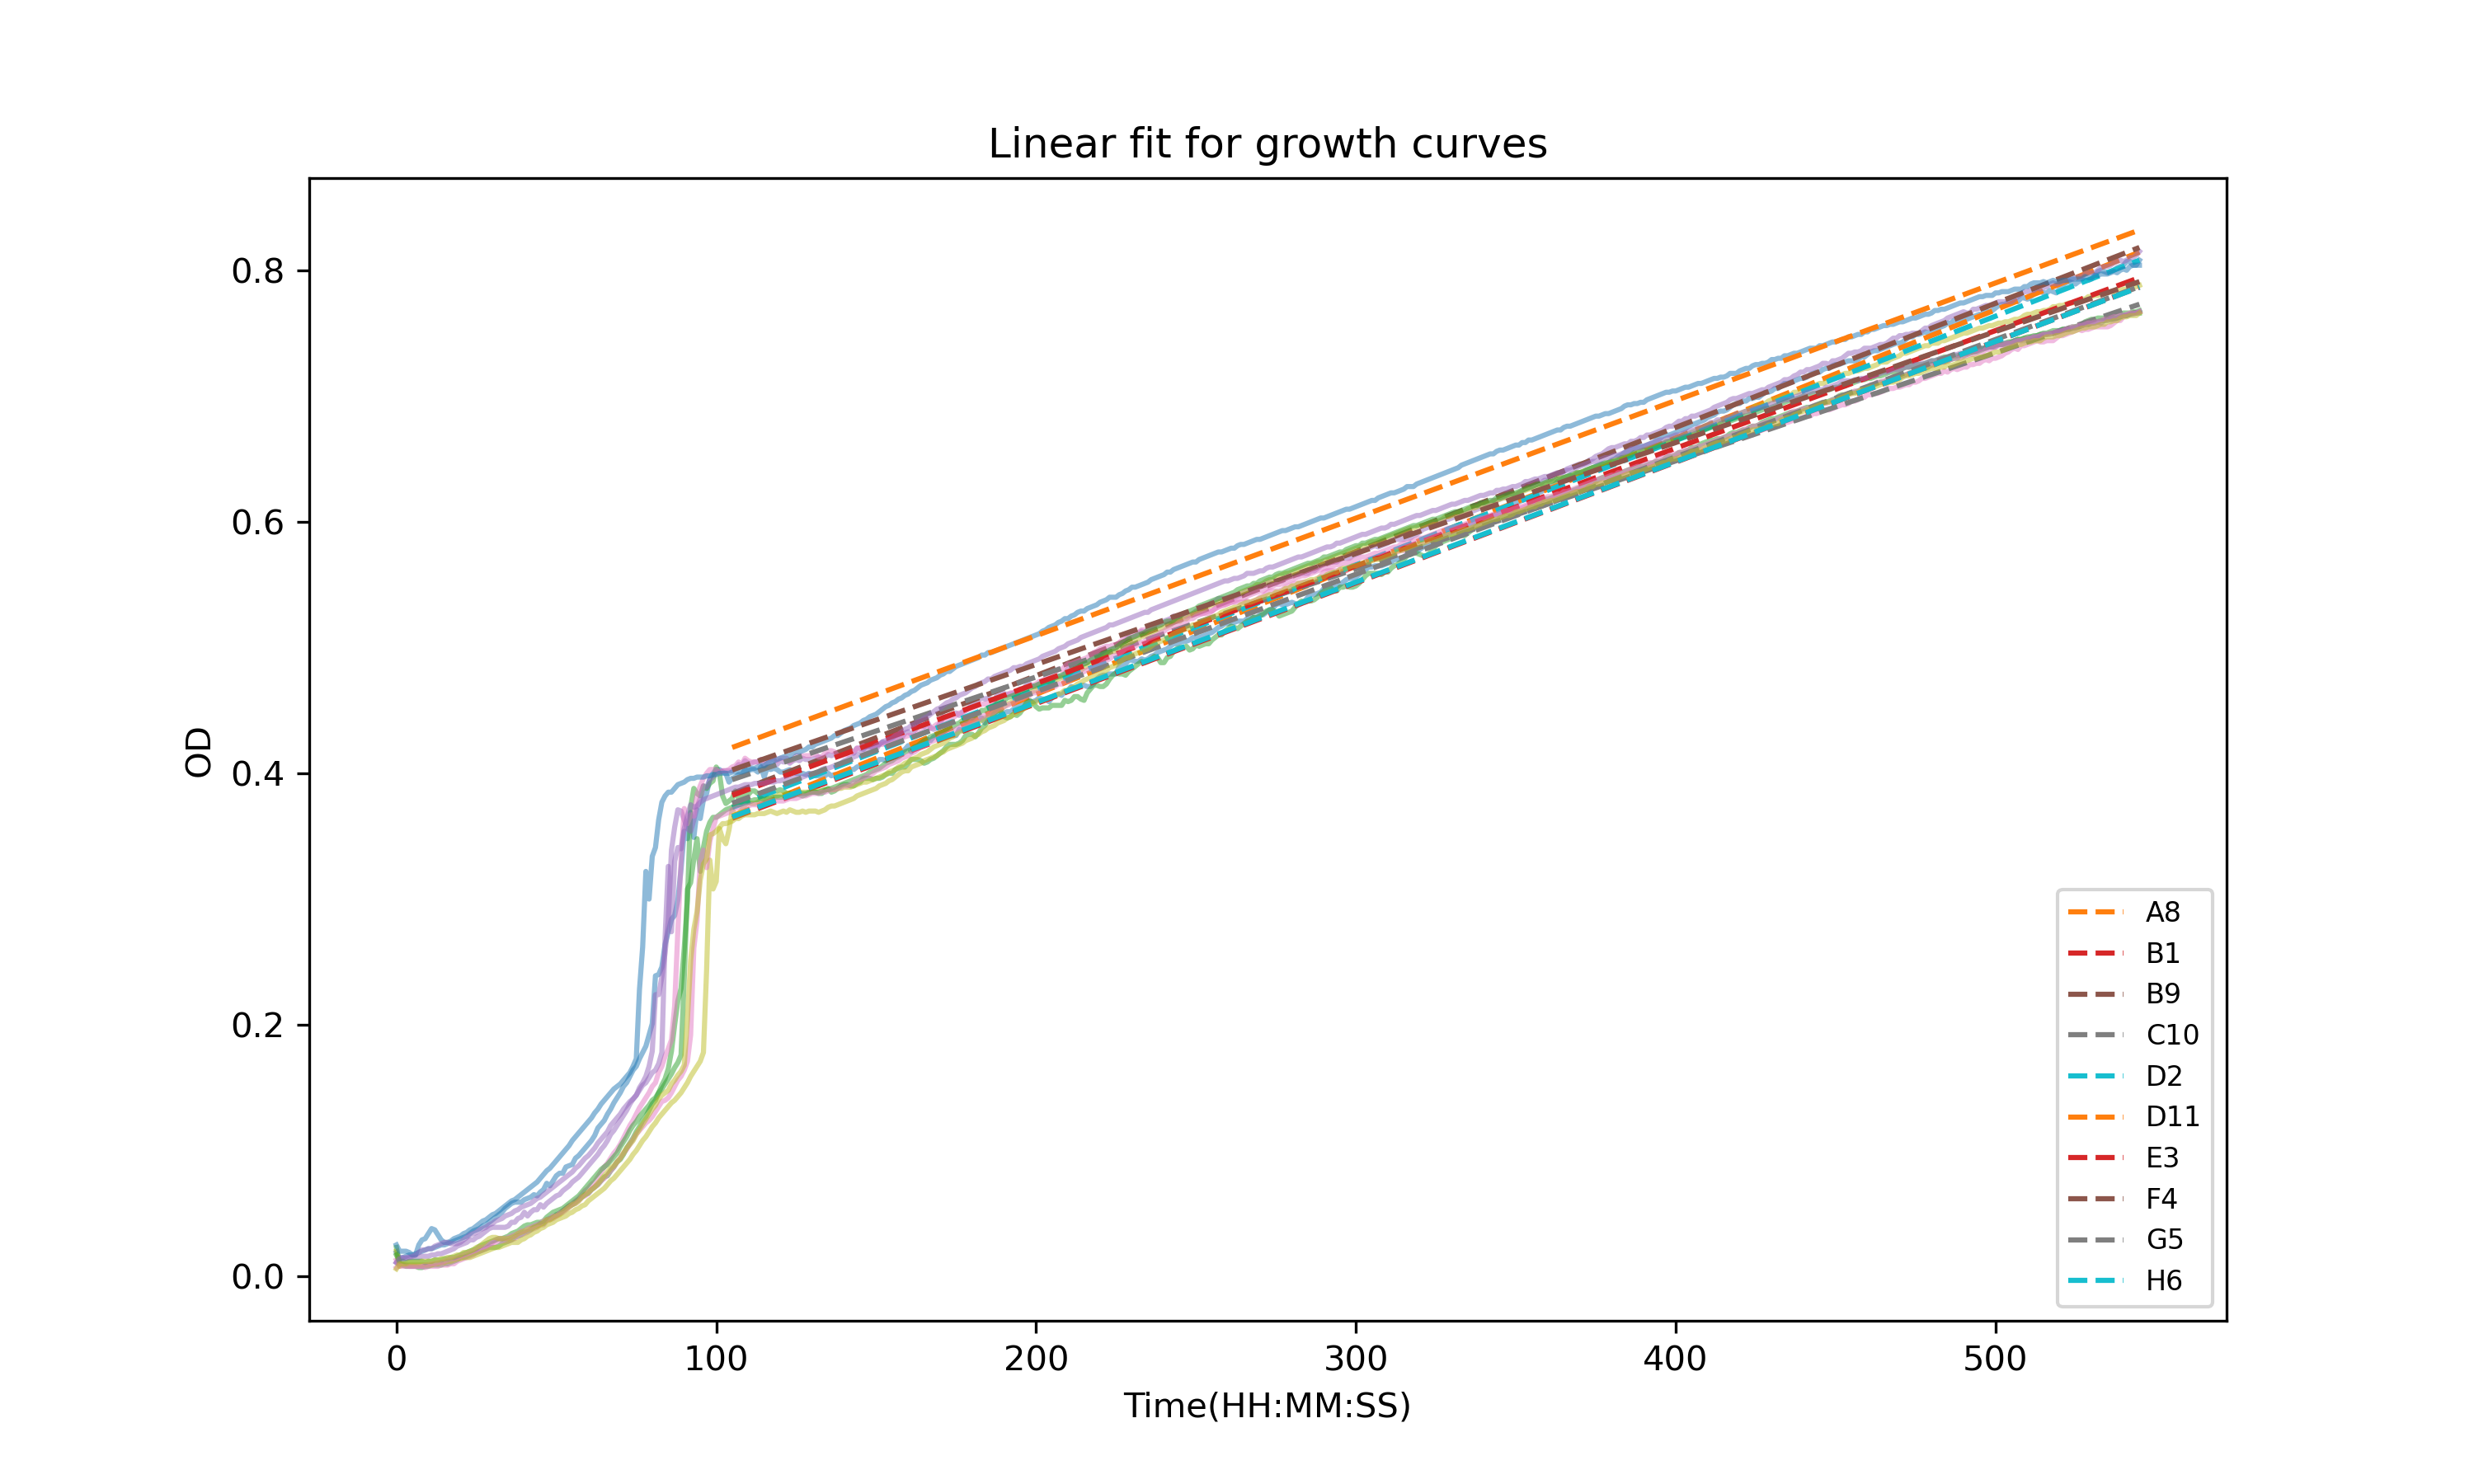 Linear fit for growth curves
OD
0.8
0.6
0.4
0.2
0.0
0 100 200 300 400 500
Time(HH:MM:SS)
A8
B1
B9
C10
D2
D11
E3
F4
G5
H6